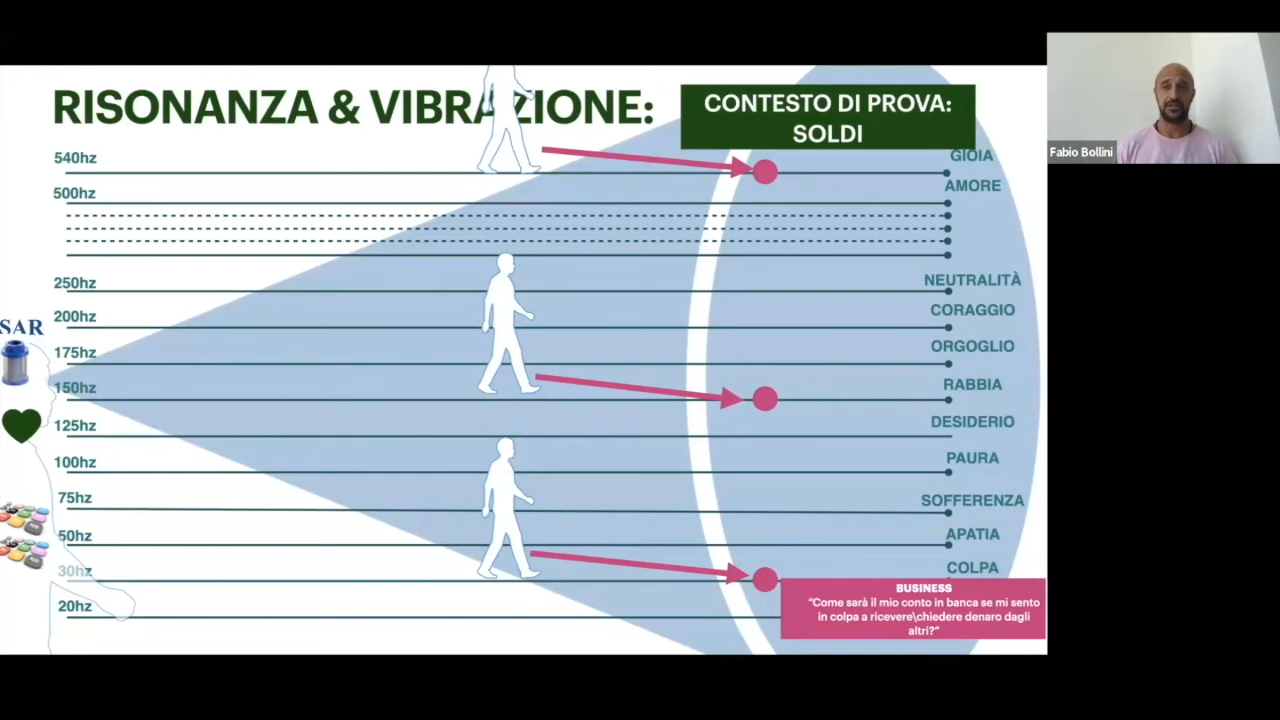 RISONANZA & VIBRAZIONE:
CONTESTO DI PROVA:
SOLDI
Fabio Bollini
540hz
GIOIA
500hz
AMORE
250hz
NEUTRALITÀ
200hz
CORAGGIO
SAR
175hz
ORGOGLIO
150hz
RABBIA
125hz
DESIDERIO
100hz
PAURA
75hz
SOFFERENZA
50hz
APATIA
30hz
COLPA
20hz
BUSINESS
“Come sarà il mio conto in banca se mi sento
in colpa a ricevere\chiedere denaro dagli
altri?”